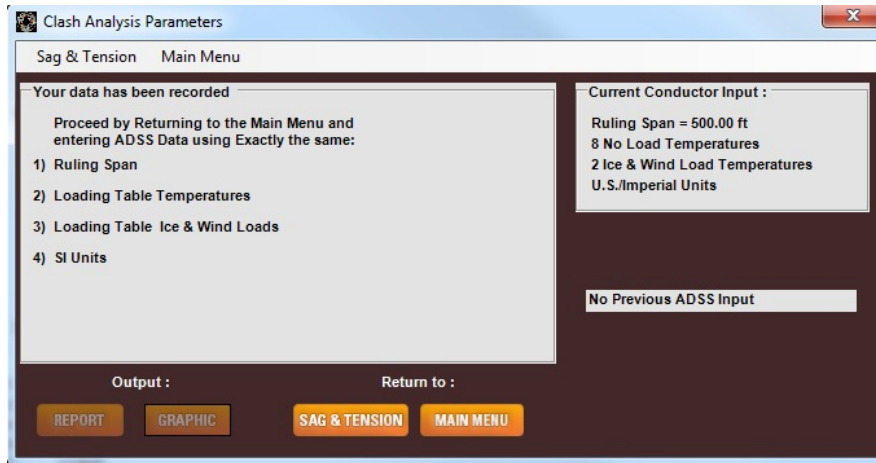 Clash Analysis Parameters
Sag & Tension Main Menu
Your data has been recorded
Proceed by Returning to the Main Menu and
entering ADSS Data using Exactly the same:
1) Ruling Span
2) Loading Table Temperatures
3) Loading Table Ice & Wind Loads
4) SI Units
Current Conductor Input :
Ruling Span = 500.00 ft
8 No Load Temperatures
2 Ice & Wind Load Temperatures
U.S./Imperial Units
No Previous ADSS Input
Output :
Return to :
REPORT GRAPHIC SAG & TENSION MAIN MENU